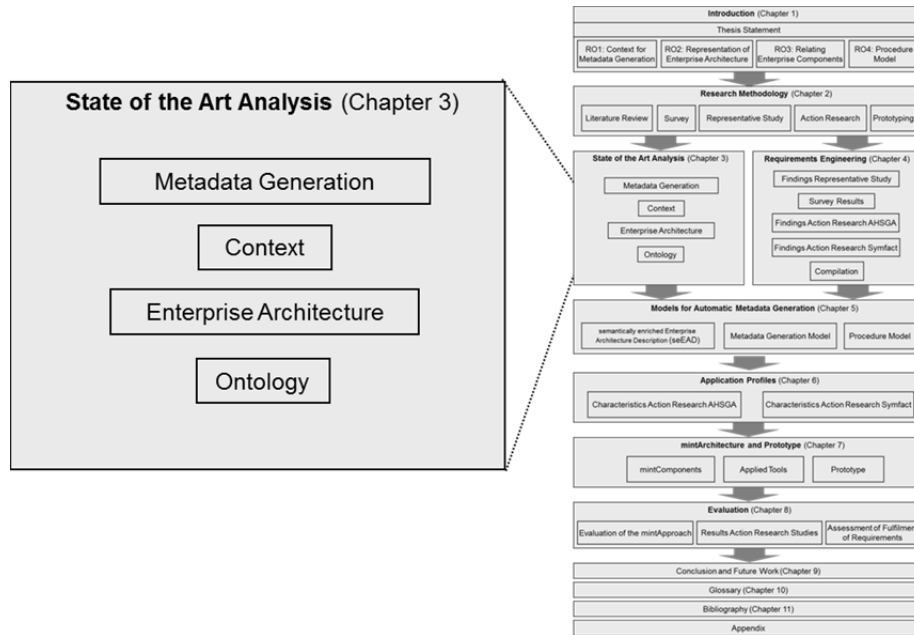 State of the Art Analysis (Chapter 3)
Metadata Generation
Context
Enterprise Architecture
Ontology
Introduction (Chapter 1)
Thesis Statement
RO1: Context for
Metadata Generation
RO2: Representation of
Enterprise Architecture
RO3: Relating
Enterprise Components
RO4: Procedure
Model
Research Methodology (Chapter 2)
Literature Review
Survey
Representative Study
Action Research
Prototyping
State of the Art Analysis (Chapter 3)
Metadata Generation
Context
Enterprise Architecture
Ontology
Requirements Engineering (Chapter 4)
Findings Representative Study
Survey Results
Findings Action Research AHSGA
Findings Action Research Symfact
Compilation
Models for Automatic Metadata Generation (Chapter 5)
semantically enriched Enterprise
Architecture Description (seEAD)
Metadata Generation Model
Procedure Model
Application Profiles (Chapter 6)
Characteristics Action Research AHSGA
Characteristics Action Research Symfact
mintArchitecture and Prototype (Chapter 7)
mintComponents
Applied Tools
Prototype
Evaluation (Chapter 8)
Evaluation of the mintApproach
Results Action Research Studies
Assessment of Fulfilment
of Requirements
Conclusion and Future Work (Chapter 9)
Glossary (Chapter 10)
Bibliography (Chapter 11)
Appendix